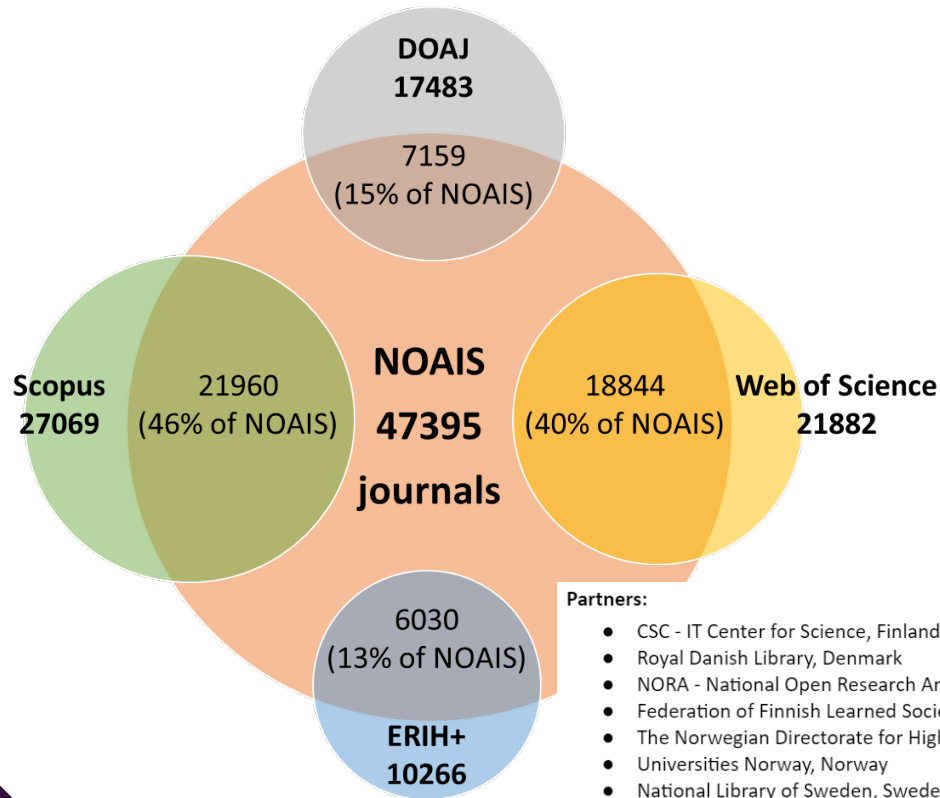 DOAJ
17483
7159
(15% of NOAIS)
Scopus
27069
21960
(46% of NOAIS)
NOAIS
47395
journals
18844
(40% of NOAIS)
Web of Science
21882
6030
(13% of NOAIS)
ERIH+
10266
Partners:
● CSC - IT Center for Science, Finland
● Royal Danish Library, Denmark
● NORA - National Open Research
● Federation of Finnish Learned
● The Norwegian Directorate for
● Universities Norway, Norway
● National Library of Sweden,